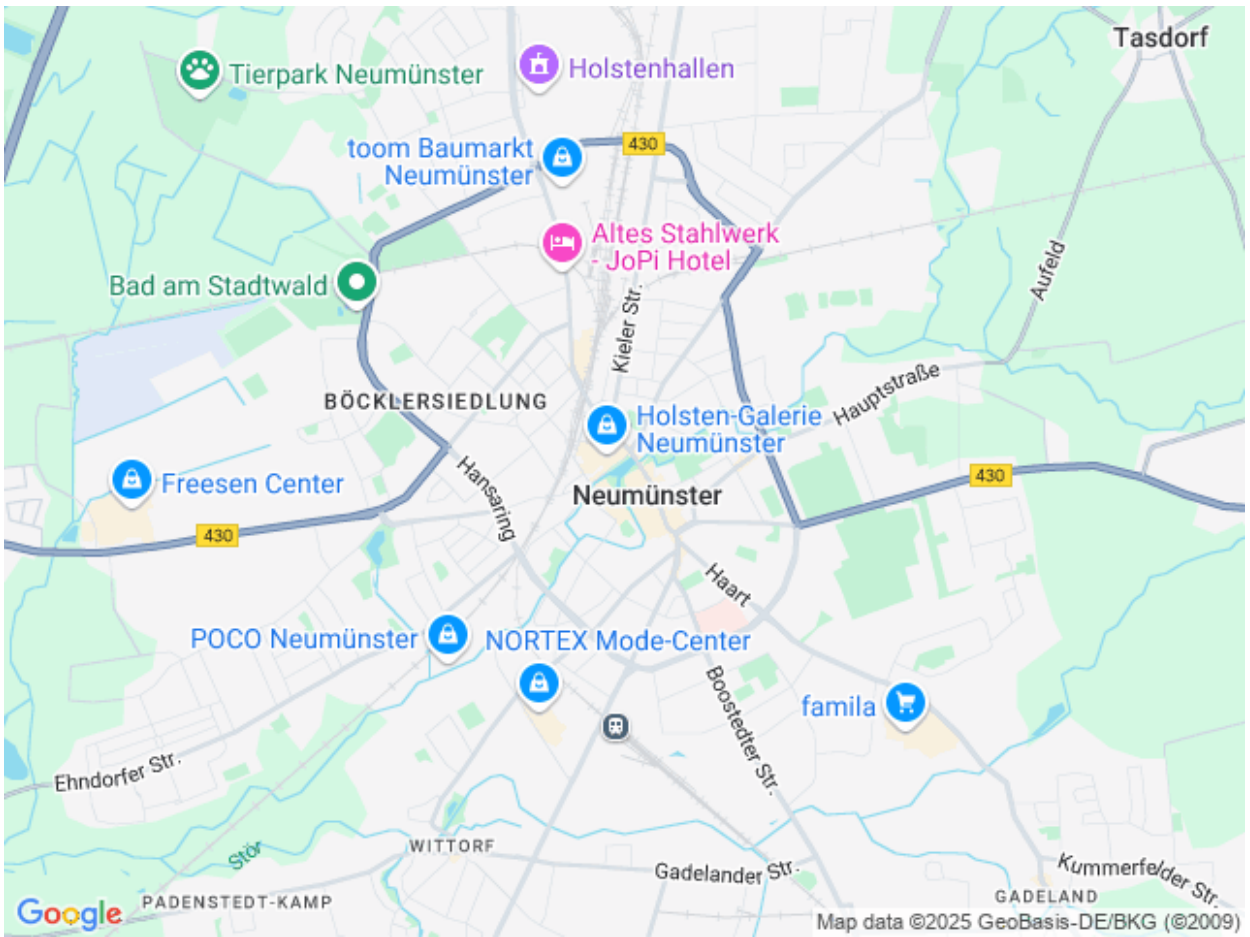 Tasdorf
Tierpark Neumünster
Holstenhallen
toom Baumarkt
Neumünster
430
Altes Stahlwerk
- JoPi Hotel
Bad am Stadtwald
Aufeld
Kieler Str.
Hauptstraße
BÖCKLERSIEDLUNG
Holsten-Galerie
Neumünster
Freesen Center
Hansaring
Neumünster
430
430
Haart
POCO Neumünster
NORTEX Mode-Center
Boostedter Str.
famila
Ehndorfer Str.
Stör
WITTORF
Gadelander Str.
Kummerfelder Str.
GADELAND
PADENSTEDT-KAMP
Google
Map data ©2025 GeoBasis-DE/BKG (©2009)